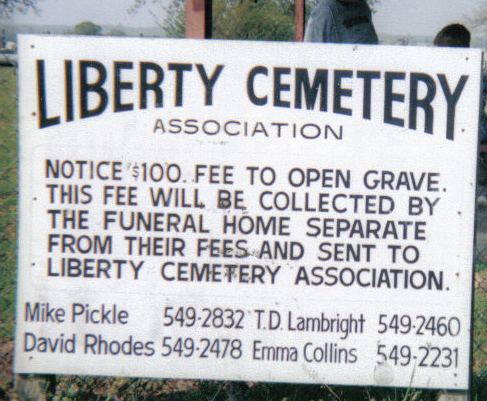 LIBERTY CEMETERY
ASSOCIATION
NOTICE $100. FEE TO OPEN GRAVE.
THIS FEE WILL BE COLLECTED BY
THE FUNERAL HOME SEPARATE
FROM THEIR FEES AND SENT TO
LIBERTY CEMETERY ASSOCIATION.
Mike Pickle 549-2832 T.D. Lambright 549-2460
David Rhodes 549-2478 Emma Collins 549-2231